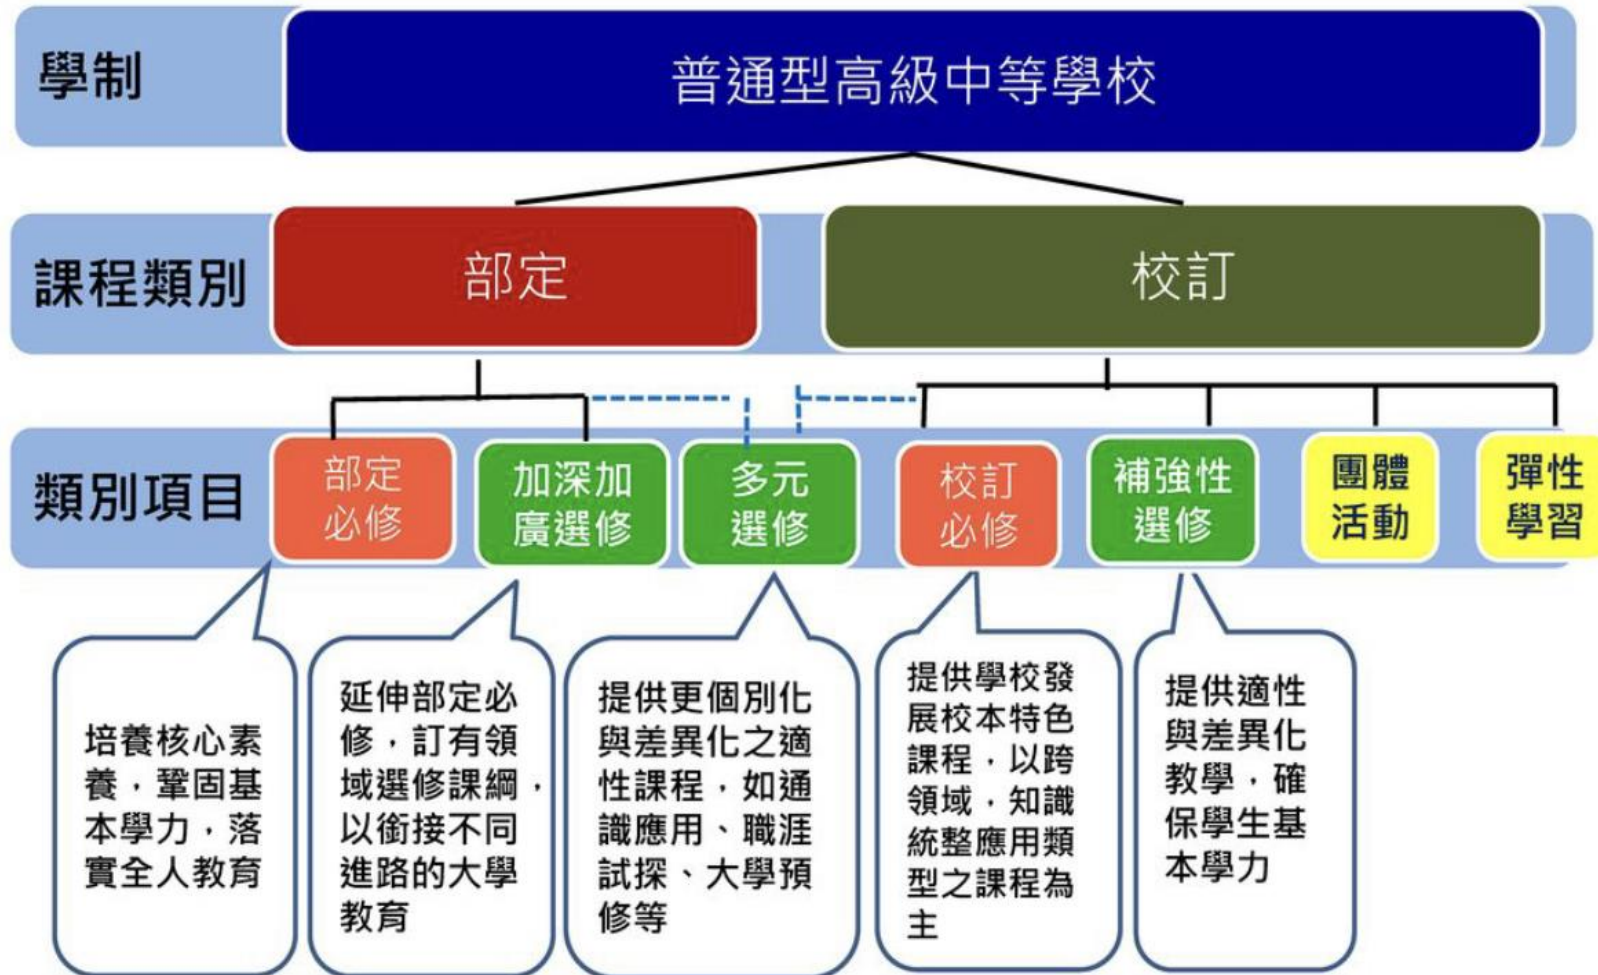 學制
普通型高級中等學校
課程類別
部定
校訂
類別項目
部定
必修
加深加
廣選修
多元
選修
校訂
必修
補強性
選修
團體
活動
彈性
學習
培養核心素
養，鞏固基
本學力，落
實全人教育
延伸部定必
修，訂有領
域選修課綱，
以銜接不同
進路的大學
教育
提供更個別化
與差異化之適
性課程，如通
識應用、職涯
試探、大學預
修等
提供學校發
展校本特色
課程，以跨
領域，知識
統整應用類
型之課程為
主
提供適性
與差異化
教學，確
保學生基
本學力